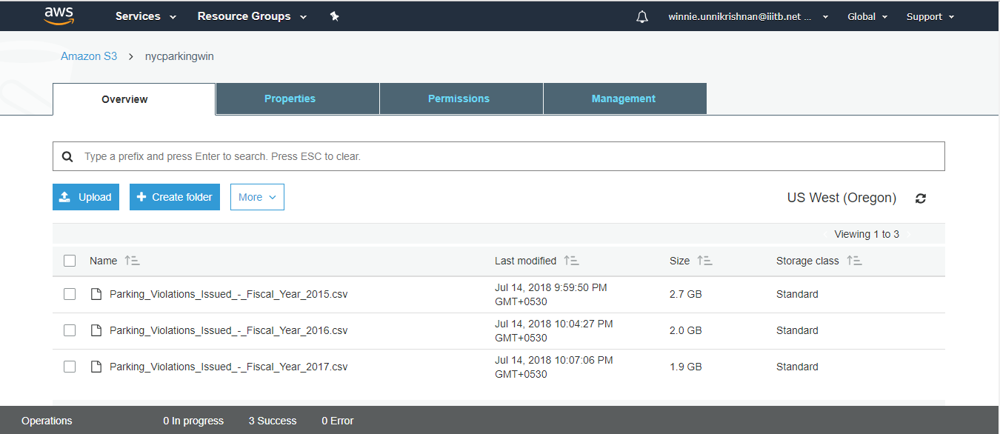 aws Services Resource Groups winnie.unnikrishnan@iiitb.net ... Global Support
Amazon S3 > nycparkingwin
Overview Properties Permissions Management
Type a prefix and press Enter to search. Press ESC to clear.
Upload Create folder More US West (Oregon)
Viewing 1 to 3
Name Last modified Size Storage class
Parking_Violations_Issued_-_Fiscal_Year_2015.csv Jul 14, 2018 9:59:50 PM GMT+0530 2.7 GB Standard
Parking_Violations_Issued_-_Fiscal_Year_2016.csv Jul 14, 2018 10:04:27 PM GMT+0530 2.0 GB Standard
Parking_Violations_Issued_-_Fiscal_Year_2017.csv Jul 14, 2018 10:07:06 PM GMT+0530 1.9 GB Standard
Operations 0 In progress 3 Success 0 Error